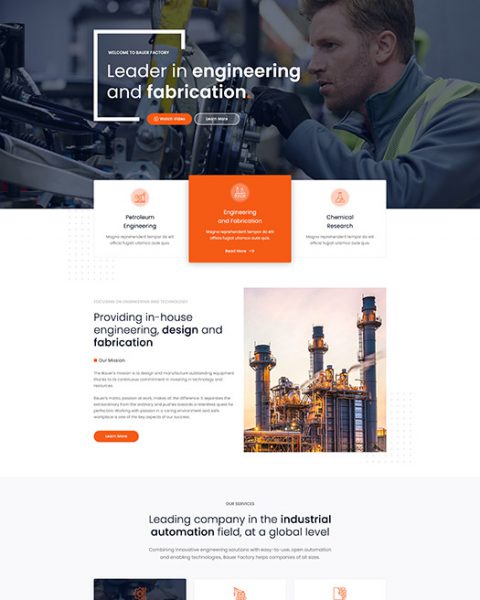 WELCOME TO BAUER FACTORY
Leader in engineering
and fabrication.
Watch Video
Learn More
Petroleum
Engineering
Magna reprehenderit tempor do elit
officia fugiat ullamco aute quis.
Engineering
and Fabrication
Magna reprehenderit tempor do elit
officia fugiat ullamco aute quis.
Read More →
Chemical
Research
Magna reprehenderit tempor do elit
officia fugiat ullamco aute quis.
FOCUSING ON ENGINEERING AND TECHNOLOGY
Providing in-house
engineering, design and
fabrication
Our Mission
The Bauer's mission is to design and manufacture outstanding equipment
thanks to its continuous commitment in investing in technology and
resources.
Bauer's motto, passion at work, makes all the difference: it separates the
extraordinary from the ordinary and pushes towards a relentless quest for
perfection. Working with passion in a caring environment and safe
workplace is one of the key aspects of our success.
Learn More
OUR SERVICES
Leading company in the industrial
automation field, at a global level
Combining innovative engineering solutions with easy-to-use, open automation
and enabling technologies, Bauer Factory helps companies of all sizes.